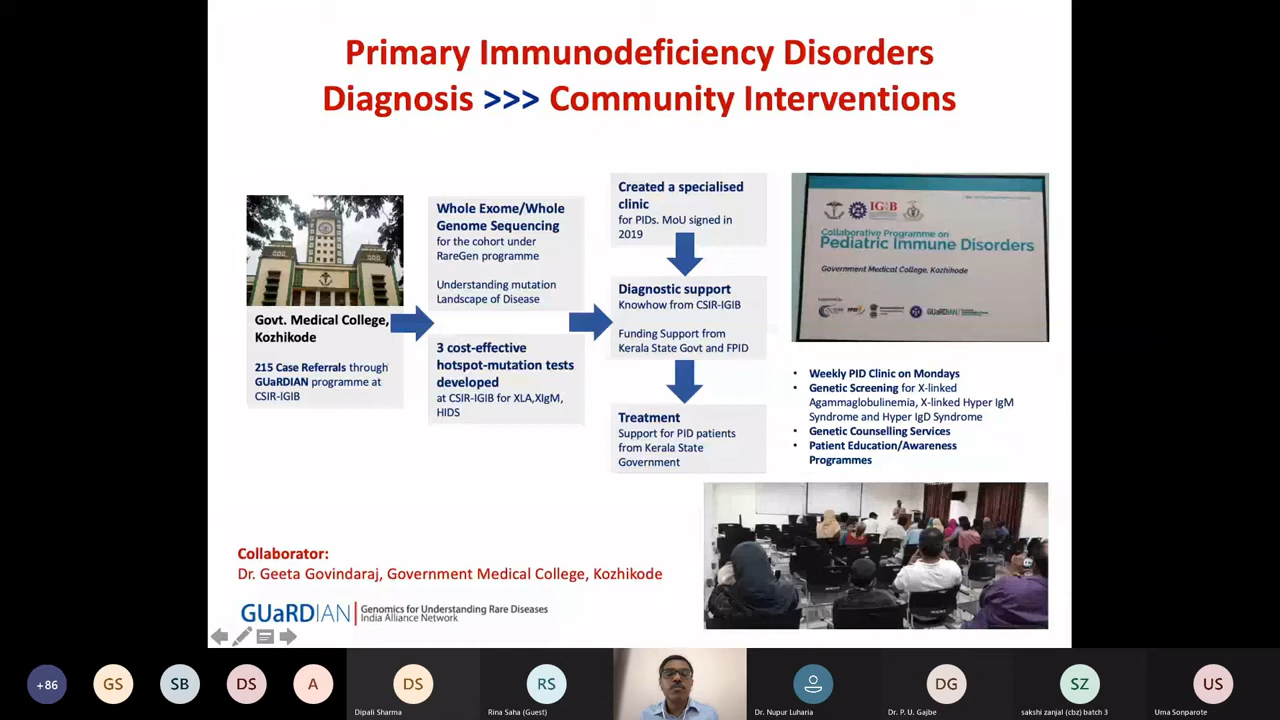 Primary Immunodeficiency Disorders
Diagnosis >>> Community Interventions
Govt. Medical College,
Kozhikode
215 Case Referrals through
GUaRDIAN programme at
CSIR-IGIB
Whole Exome/Whole
Genome Sequencing
for the cohort under
RareGen programme
Understanding mutation
Landscape of Disease
3 cost-effective
hotspot-mutation tests
developed
at CSIR-IGIB for XLA,XIgM,
HIDS
Created a specialised
clinic
for PIDs. MoU signed in
2019
Diagnostic support
Knowhow from CSIR-IGIB
Funding Support from
Kerala State Govt and FPID
Treatment
Support for PID patients
from Kerala State
Government
IGIB
Collaborative Programme on
Pediatric Immune Disorders
Government Medical College, Kozhikode
GUaRDIAN
• Weekly PID Clinic on Mondays
• Genetic Screening for X-linked
Agammaglobulinemia, X-linked Hyper IgM
Syndrome and Hyper IgD Syndrome
• Genetic Counselling Services
• Patient Education/Awareness
Programmes
Collaborator:
Dr. Geeta Govindaraj, Government Medical College, Kozhikode
GUaRDIAN | Genomics for Understanding Rare Diseases
India Alliance Network
+86
GS
SB
DS
A
DS
Dipali Sharma
RS
Rina Saha (Guest)
Dr. Nupur Luharia
DG
Dr. P. U. Gajbe
SZ
sakshi zanjal (cbz) batch 3
US
Uma Sonparote